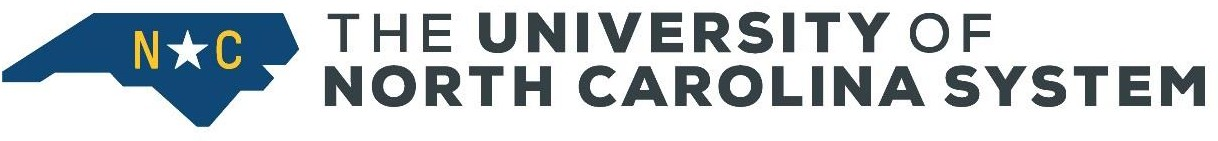 N★C
THE UNIVERSITY OF
NORTH CAROLINA SYSTEM